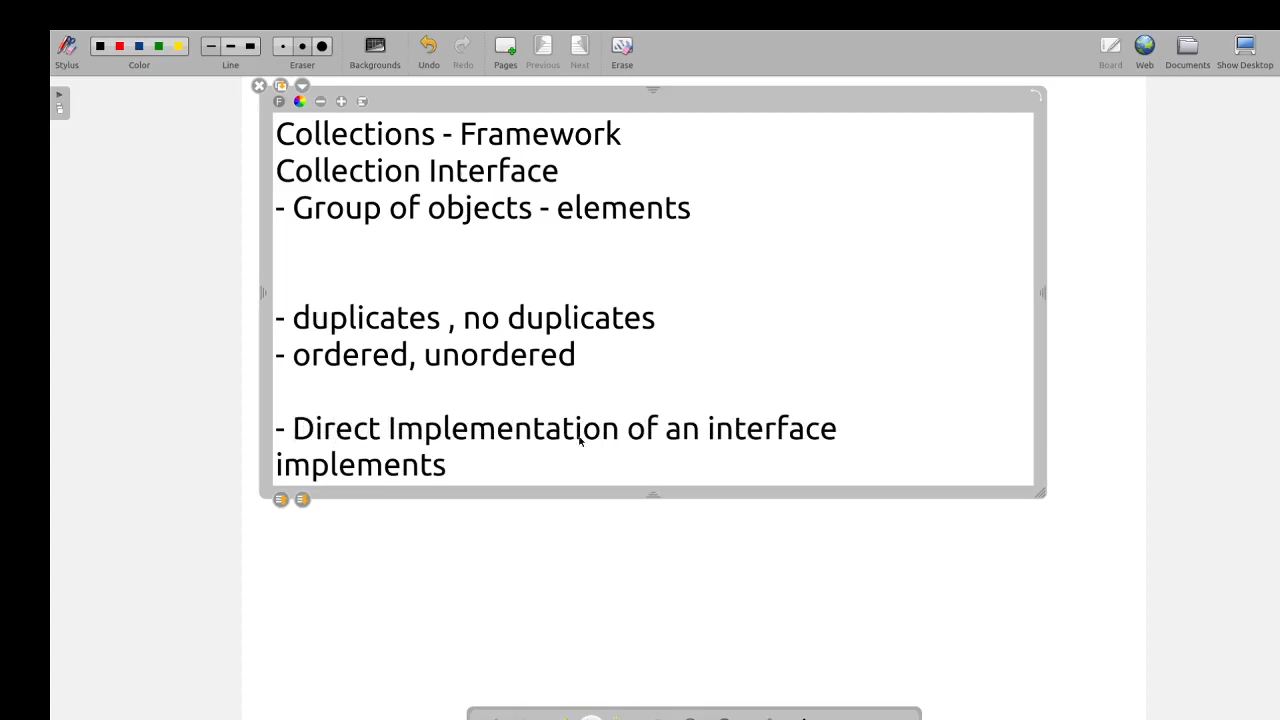 Stylus
Color
Line
Eraser
Backgrounds
Undo
Redo
Pages
Previous
Next
Erase
Board
Web
Documents
Show Desktop
F
Collections - Framework
Collection Interface
- Group of objects - elements
- duplicates , no duplicates
- ordered, unordered
- Direct Implementation of an interface
implements